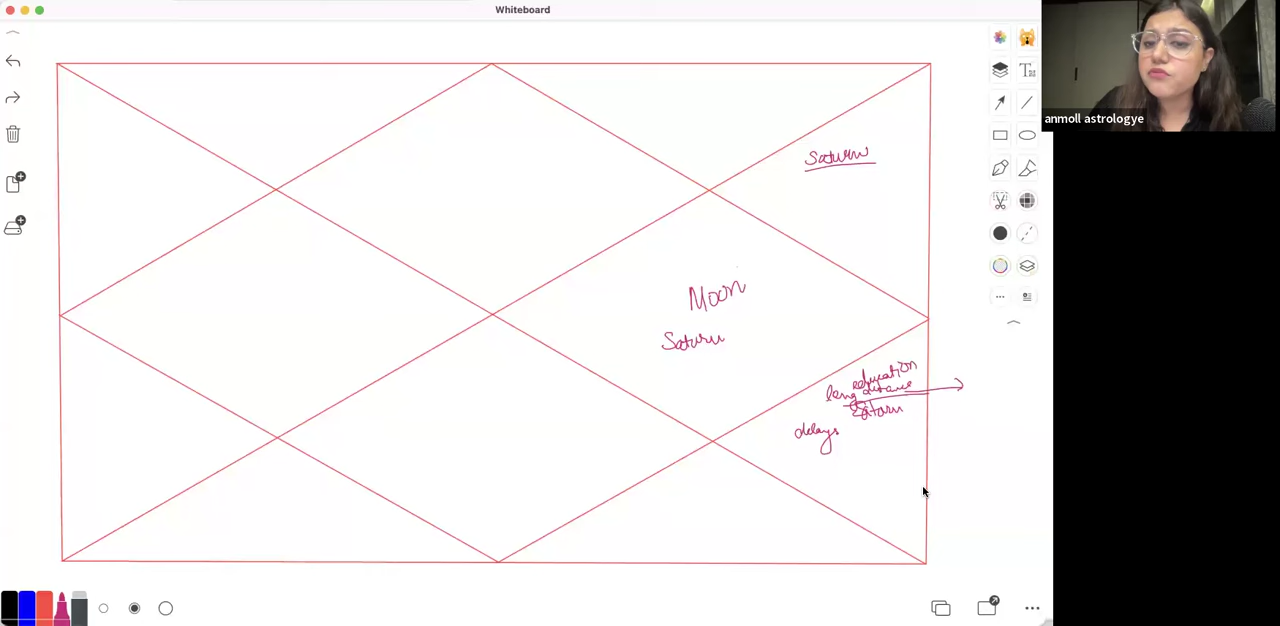 Whiteboard
anmoll astrologye
Saturn
Moon
Saturn
education
long distance
Saturn
delays